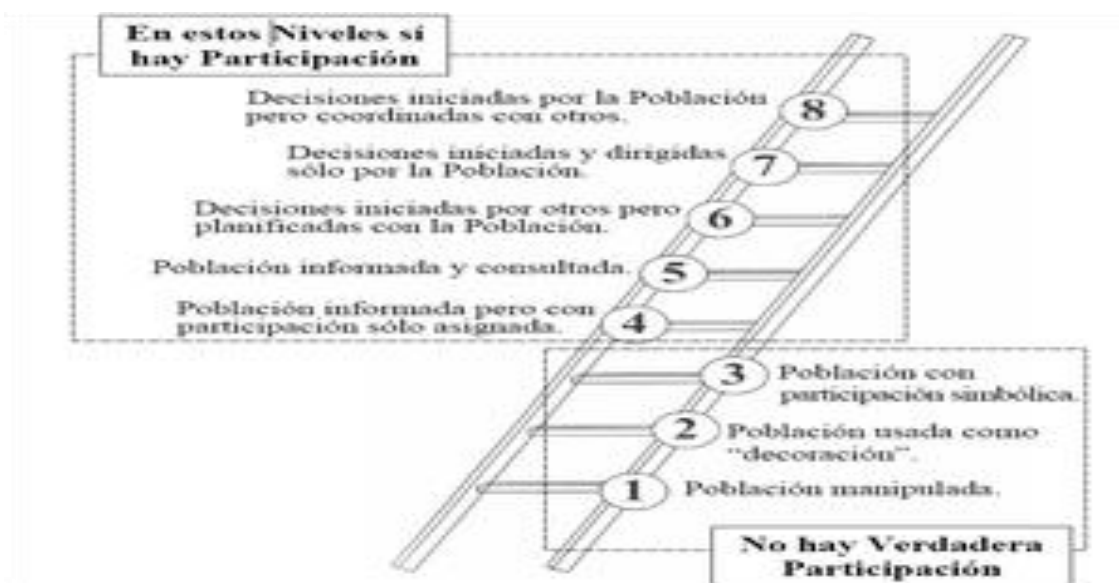 En estos Niveles sí
hay Participación
Decisiones iniciadas por la Población
pero coordinadas con otros.
8
Decisiones iniciadas y dirigidas
sólo por la Población.
7
Decisiones iniciadas por otros pero
planificadas con la Población.
6
Población informada y consultada.
5
Población informada pero con
participación sólo asignada.
4
3
Población con
participación simbólica.
2
Población usada como
“decoración”.
1
Población manipulada.
No hay Verdadera
Participación